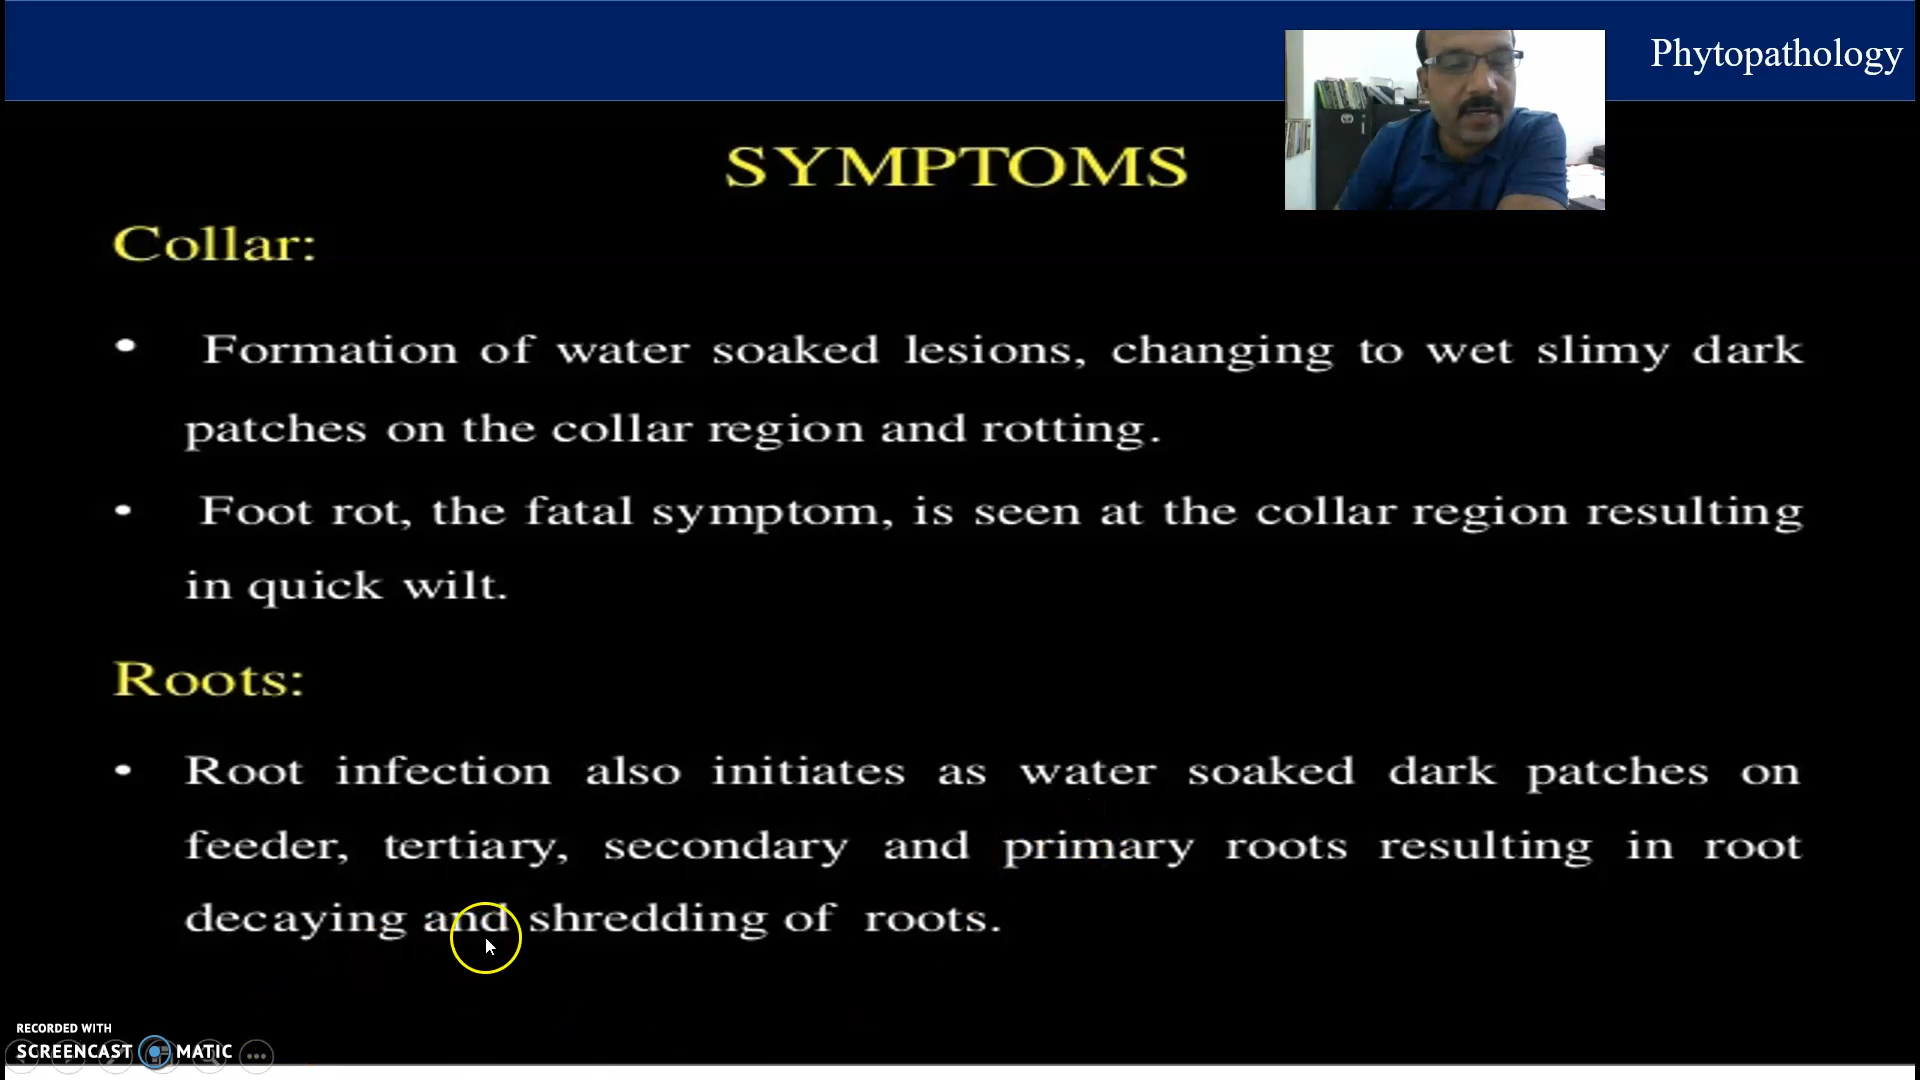 Phytopathology
SYMPTOMS
Collar:
• Formation of water soaked lesions, changing to wet slimy dark
patches on the collar region and rotting.
• Foot rot, the fatal symptom, is seen at the collar region resulting
in quick wilt.
Roots:
• Root infection also initiates as water soaked dark patches on
feeder, tertiary, secondary and primary roots resulting in root
decaying and shredding of roots.
RECORDED WITH
SCREENCAST MATIC